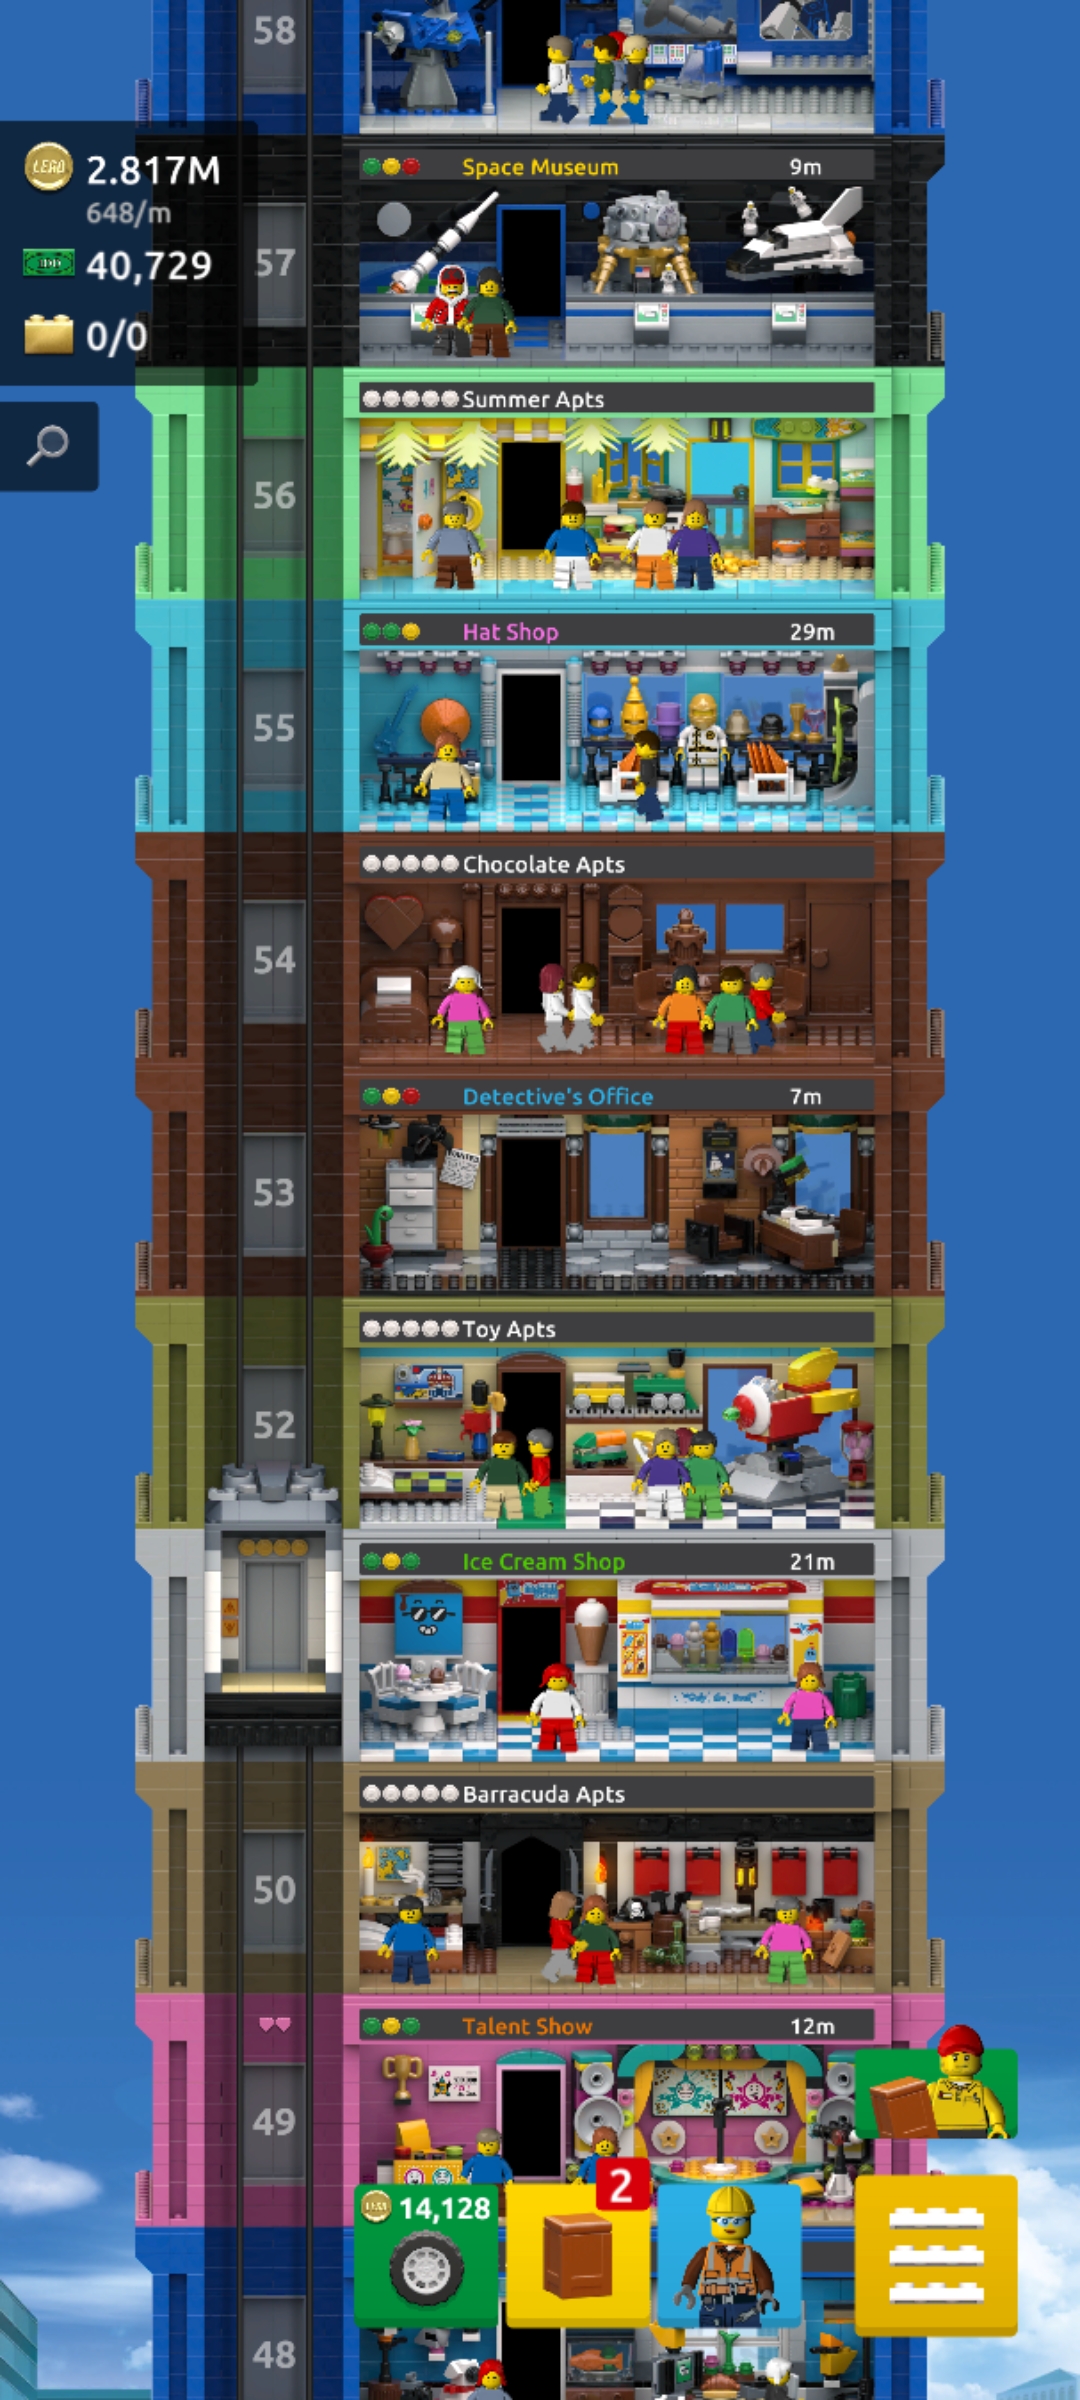 58
LEGO
2.817M
648/m
40,729
0/0
Space Museum 9m
57
Summer Apts
56
Hat Shop 29m
55
Chocolate Apts
54
Detective's Office 7m
WANTED
53
Toy Apts
52
Ice Cream Shop 21m
Barracuda Apts
50
Talent Show 12m
49
14,128
2
48